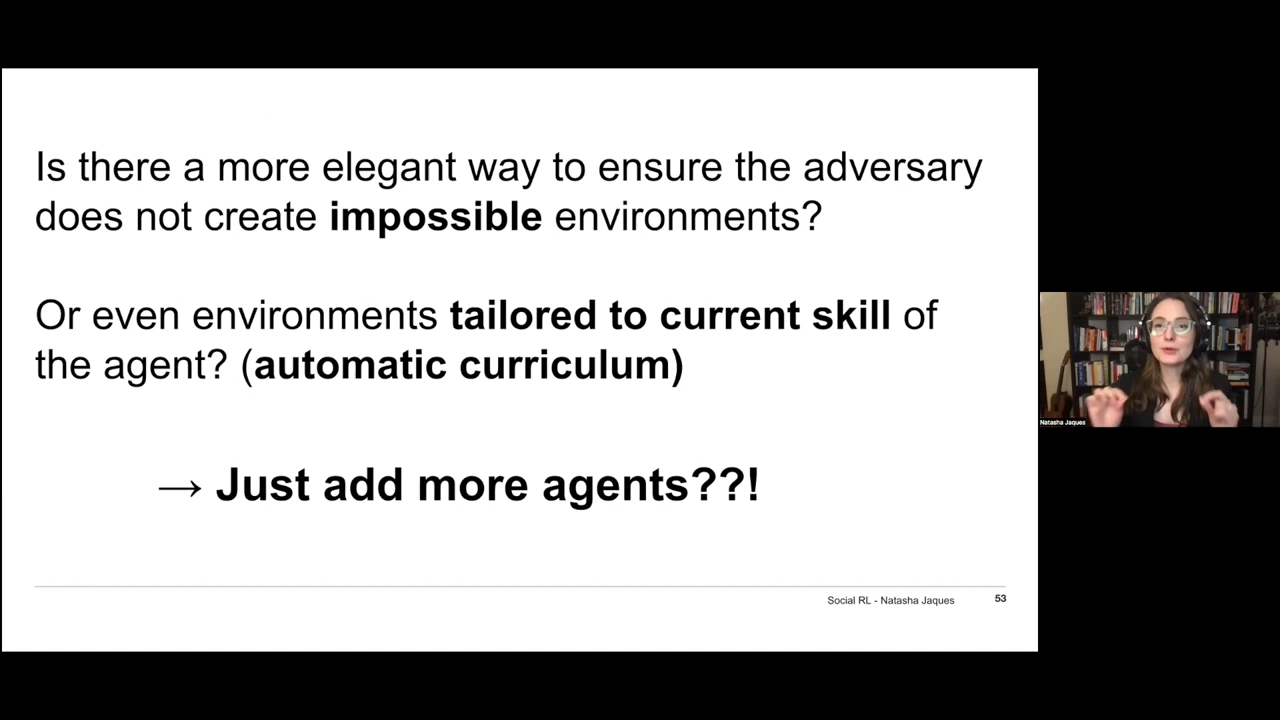 Is there a more elegant way to ensure the adversary
does not create impossible environments?
Or even environments tailored to current skill of
the agent? (automatic curriculum)
→ Just add more agents??!
Social RL - Natasha Jaques
53
Natasha Jaques